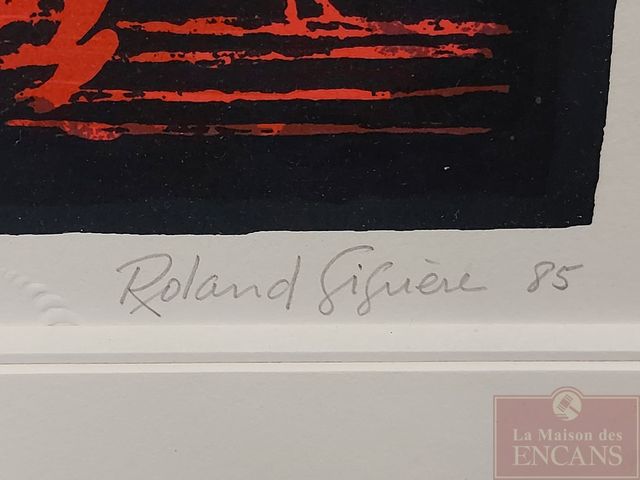 Roland Giguère 85
La Maison des
ENCANS